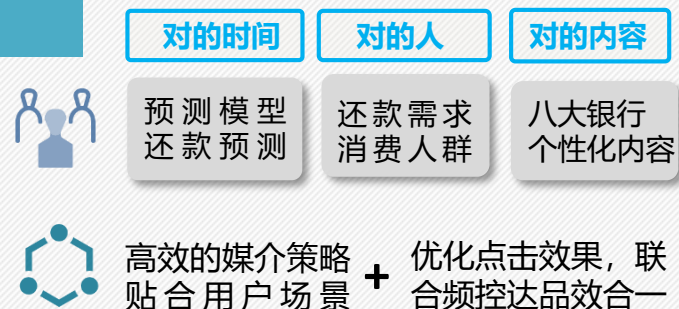 对的时间 对的人 对的内容
预测模型 还款需求 八大银行
还款预测 消费人群 个性化内容
高效的媒介策略 + 优化点击效果，联
贴合用户场景 合频控达品效合一